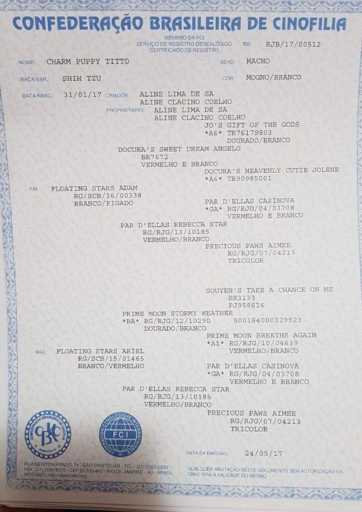 CONFEDERAÇÃO BRASILEIRA DE CINOFILIA
MEMBRO DA FCI
SERVIÇO DE REGISTRO GENEALÓGICO
CERTIFICADO DE REGISTRO
RG: RJB/17/00512
NOME: CHARM PUPPY TITTO SEXO: MACHO
RAÇA/VAR.: SHIH TZU COR: MOGNO/BRANCO
DATA/NASC. 31/01/17 CRIADOR: ALINE LIMA DE SA
ALINE CLACINO COELHO
PROPRIETÁRIO: ALINE LIMA DE SA
ALINE CLACINO COELHO
JO'S GIFT OF THE GODS
*A6* TR76179803
DOURADO/BRANCO
DOCURA'S SWEET DREAM ANGELO
BR7672
VERMELHO E BRANCO
DOCURA'S HEAVENLY CUTIE JOLENE
*A6*
PAI: FLOATING STARS ADAM
RG/SCB/16/00338
BRANCO/FIGADO
PAR D'ELLAS CASINOVA
*GA* RG/RJG/04/03708
VERMELHO E BRANCO
PAR D'ELLAS REBECCA STAR
RG/RJG/13/10185
VERMELHO/BRANCO
PRECIOUS PAWS AIMEE
RG/RJG/07/04213
TRICOLOR
SOUYEN'S TAKE A CHANCE ON ME
BR3133
PJ958616
PRIME MOON STORMY WEATHER
*BA* RG/RJG/12/10290 900164000329523
DOURADO/BRANCO
PRIME MOON BREATHE AGAIN
*A1* RG/RJG/10/04639
VERMELHO/BRANCO
MÃE: FLOATING STARS ARIEL
RG/SCB/15/01465
BRANCO/VERMELHO
PAR D'ELLAS CASINOVA
*GA* RG/RJG/04/03708
VERMELHO E BRANCO
PAR D'ELLAS REBECCA STAR
RG/RJG/13/10185
VERMELHO/BRANCO
PRECIOUS PAWS AIMEE
RG/RJG/07/04213
TRICOLOR
CBKC
FCI
DATA DA EMISSÃO: 24/05/17
QUALQUER ANOTAÇÃO NESTE DOCUMENTO SEM AUTORIZAÇÃO DA
CBKC TIRA A VALIDADE DO MESMO